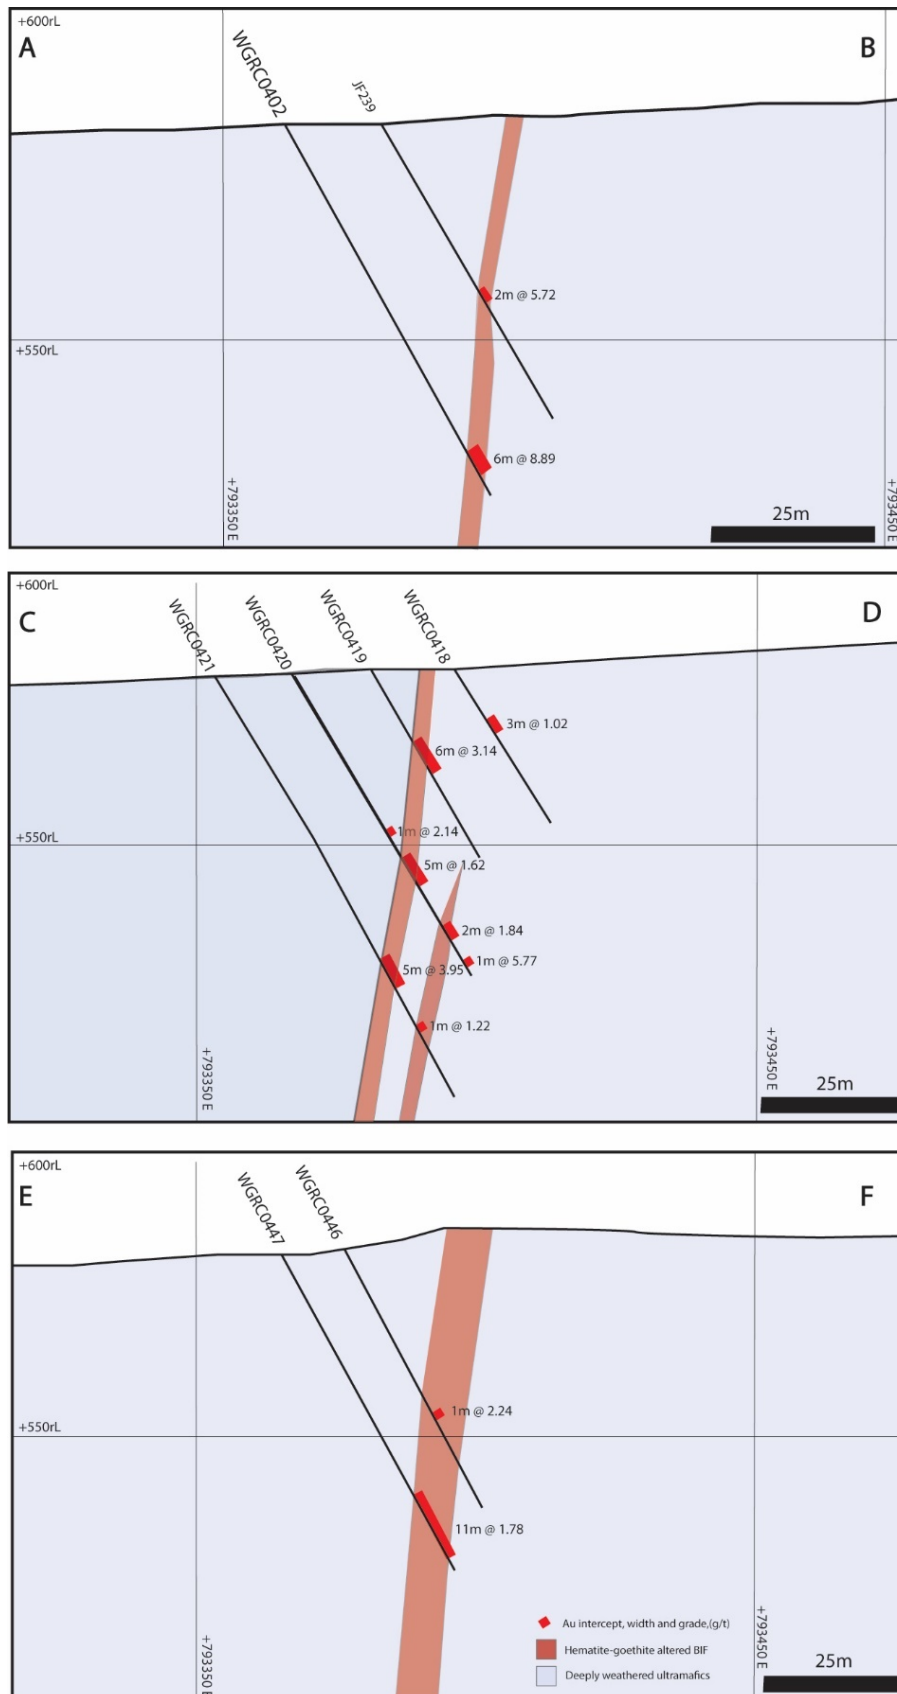 +600rL
A
B
WGRC0402
JF239
2m @ 5.72
+550rL
6m @ 8.89
+793350 E
+793450 E
25m
+600rL
C
D
WGRC0421
WGRC0420
WGRC0419
WGRC0418
3m @ 1.02
6m @ 3.14
1m @ 2.14
+550rL
5m @ 1.62
2m @ 1.84
1m @ 5.77
5m @ 3.95
1m @ 1.22
+793350 E
+793450 E
25m
+600rL
E
F
WGRC0447
WGRC0446
1m @ 2.24
+550rL
11m @ 1.78
+793350 E
+793450 E
Au intercept, width and grade,(g/t)
Hematite-goethite altered BIF
Deeply weathered ultramafics
25m